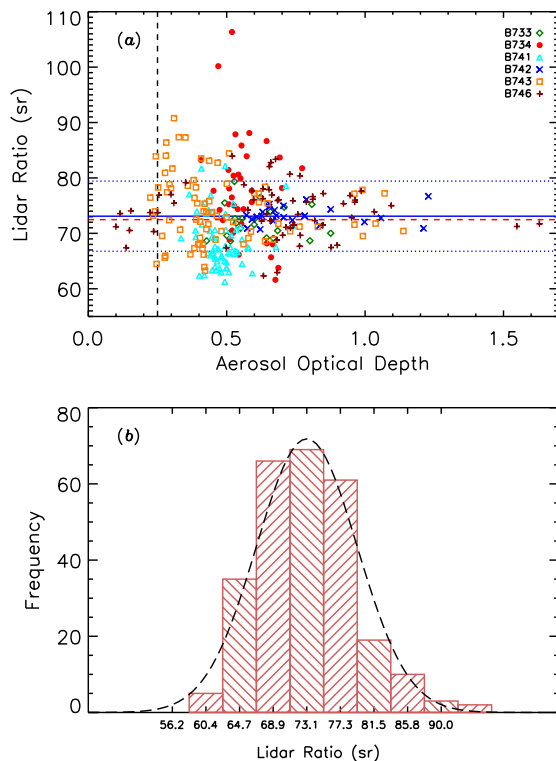 (a)
B733
B734
B741
B742
B743
B746
110
100
90
80
70
60
Lidar Ratio (sr)
0.0 0.5 1.0 1.5
Aerosol Optical Depth
(b)
80
60
40
20
0
Frequency
56.2 60.4 64.7 68.9 73.1 77.3 81.5 85.8 90.0
Lidar Ratio (sr)